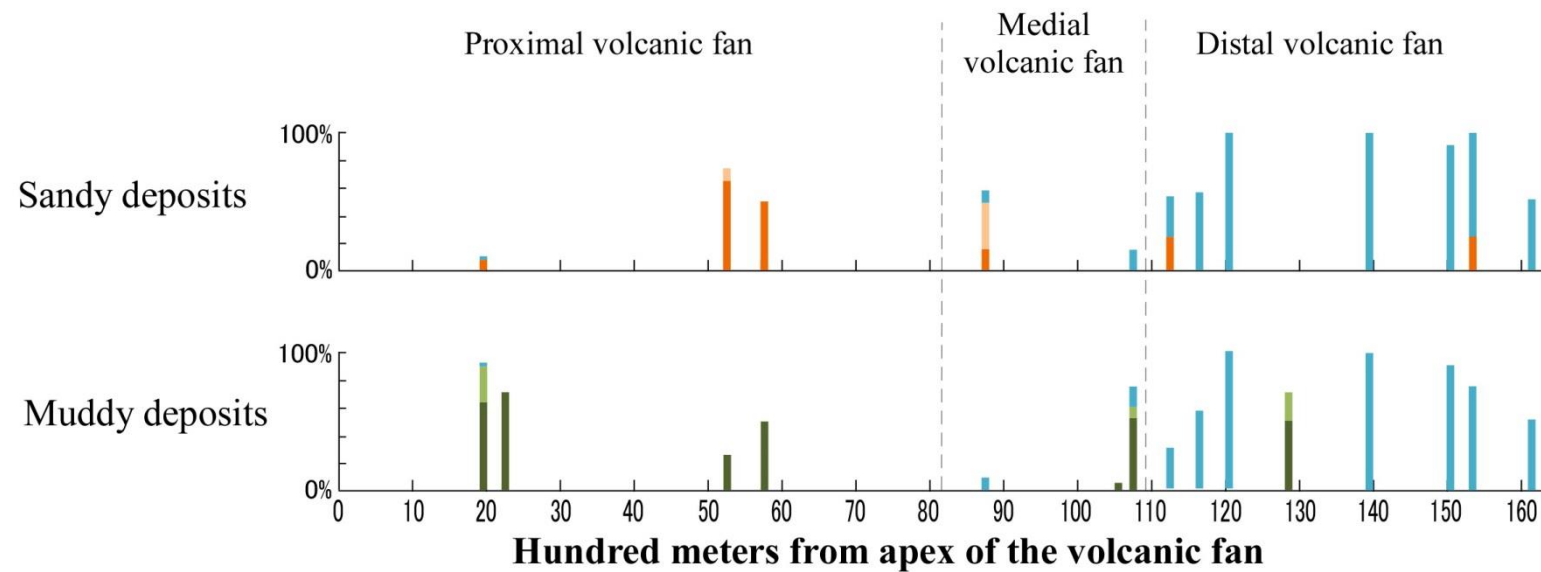 Proximal volcanic fan
Medial
volcanic fan
Distal volcanic fan
Sandy deposits
100%
0%
Muddy deposits
100%
0%
0 10 20 30 40 50 60 70 80 90 100 110 120 130 140 150 160
Hundred meters from apex of the volcanic fan